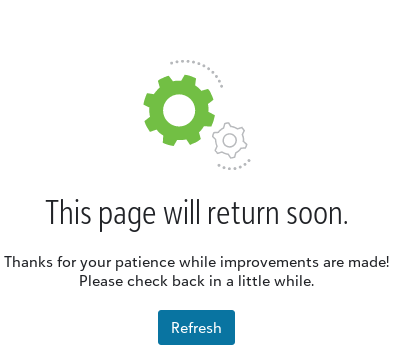 This page will return soon.
Thanks for your patience while improvements are made!
Please check back in a little while.
Refresh